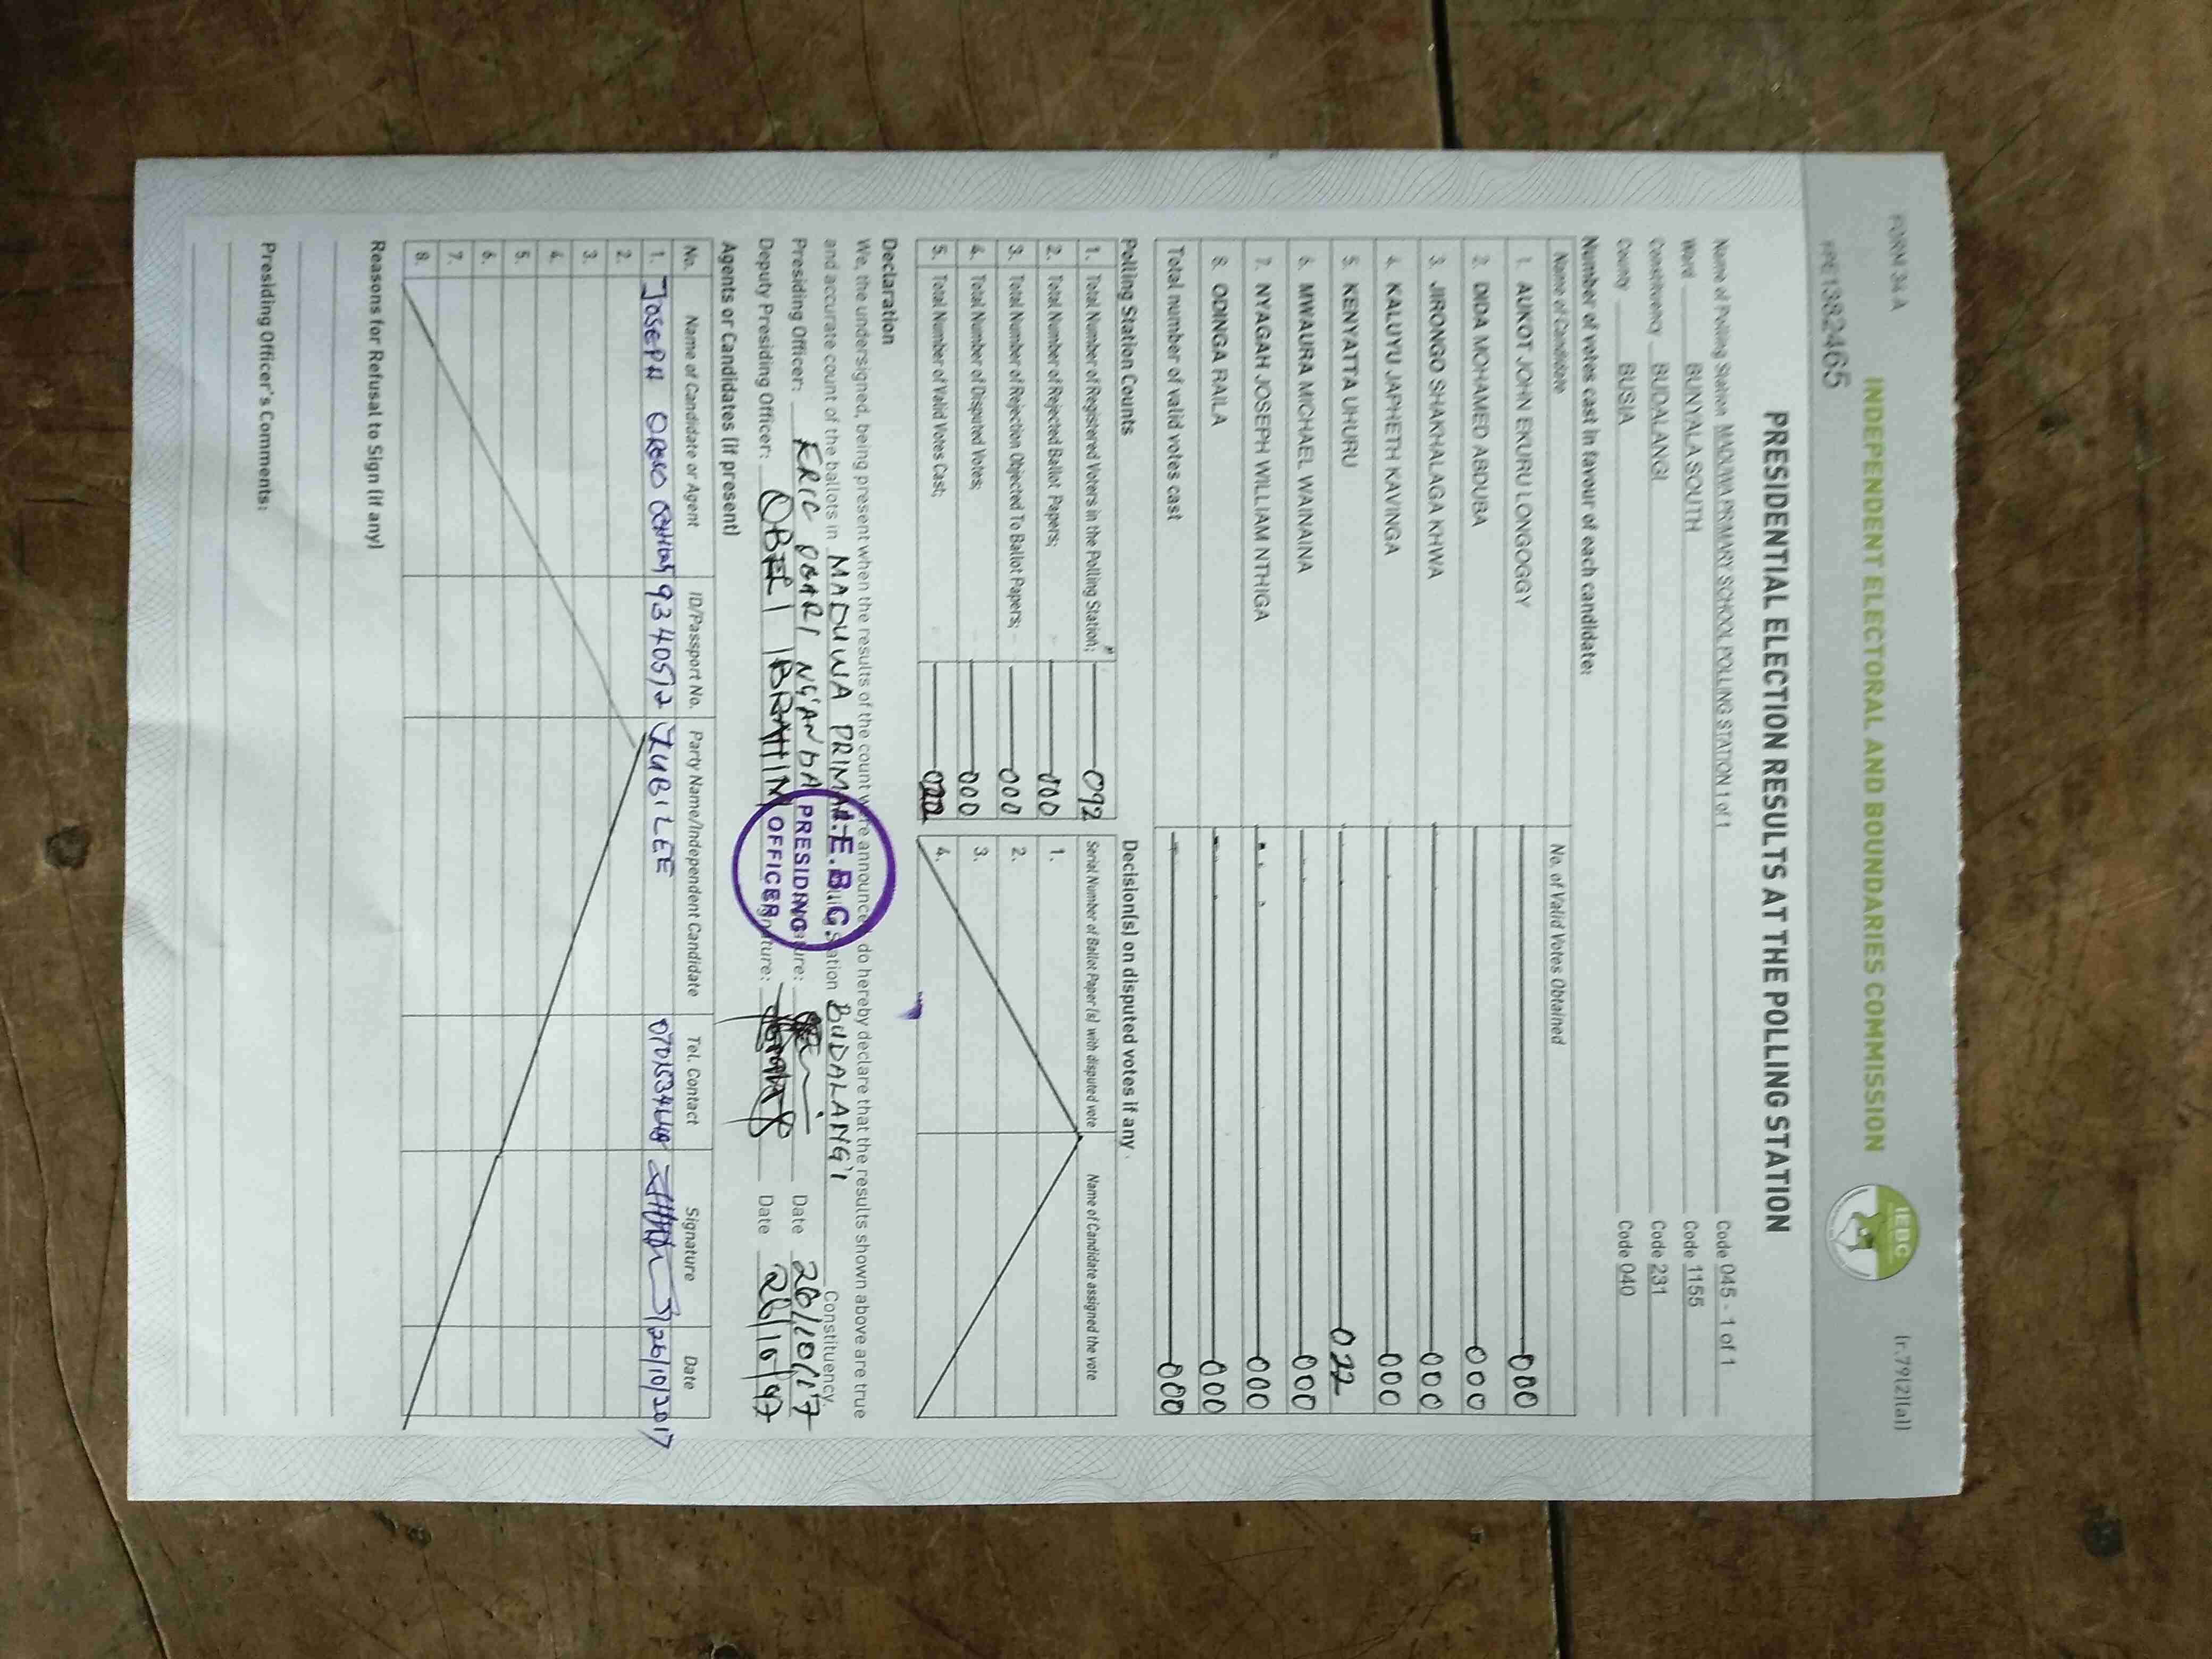 FORM 34 A
(r.79(2)(a))
INDEPENDENT ELECTORAL AND BOUNDARIES COMMISSION
IEBC
PRE1382465
PRESIDENTIAL ELECTION RESULTS AT THE POLLING STATION
Name of Polling Station MADUWA PRIMARY SCHOOL POLLING STATION 1 of 1 Code 045 - 1 of 1
Ward BUNYALA SOUTH Code 1155
Constituency BUDALANGI Code 231
County BUSIA Code 040
Number of votes cast in favour of each candidate:
Name of Candidate No. of Valid Votes Obtained
1. AUKOT JOHN EKURU LONGOGGY 000
2. DIDA MOHAMED ABDUBA 000
3. JIRONGO SHAKHALAGA KHWA 000
4. KALUYU JAPHETH KAVINGA 000
5. KENYATTA UHURU 022
6. MWAURA MICHAEL WAINAINA 000
7. NYAGAH JOSEPH WILLIAM NTHIGA 000
8. ODINGA RAILA 000
Total number of valid votes cast 000
Polling Station Counts
1. Total Number of Registered Voters in the Polling Station; 092
2. Total Number of Rejected Ballot Papers; 000
3. Total Number of Rejection Objected To Ballot Papers; 000
4. Total Number of Disputed Votes; 000
5. Total Number of Valid Votes Cast; 022
Decision(s) on disputed votes if any
Serial Number of Ballot Paper (s) with disputed vote Name of Candidate assigned the vote
1.
2.
3.
4.
Declaration
We, the undersigned, being present when the results of the count were announced do hereby declare that the results shown above are true
and accurate count of the ballots in MADUWA PRIMA Station BUDALANG'I Constituency
Presiding Officer: ERIC OBARI NG'ANDA Date 26/10/17
Deputy Presiding Officer: OBEL IBRAHIM Signature: Date 26/10/17
I.E.B.C.
PRESIDING
OFFICER
Agents or Candidates (if present)
No. Name of Candidate or Agent ID/Passport No. Party Name/Independent Candidate Tel. Contact Signature Date
1. JOSEPH 9340572 JUBILEE 26/10/2017
2.
3.
4.
5.
6.
7.
8.
Reasons for Refusal to Sign (if any)
Presiding Officer's Comments: